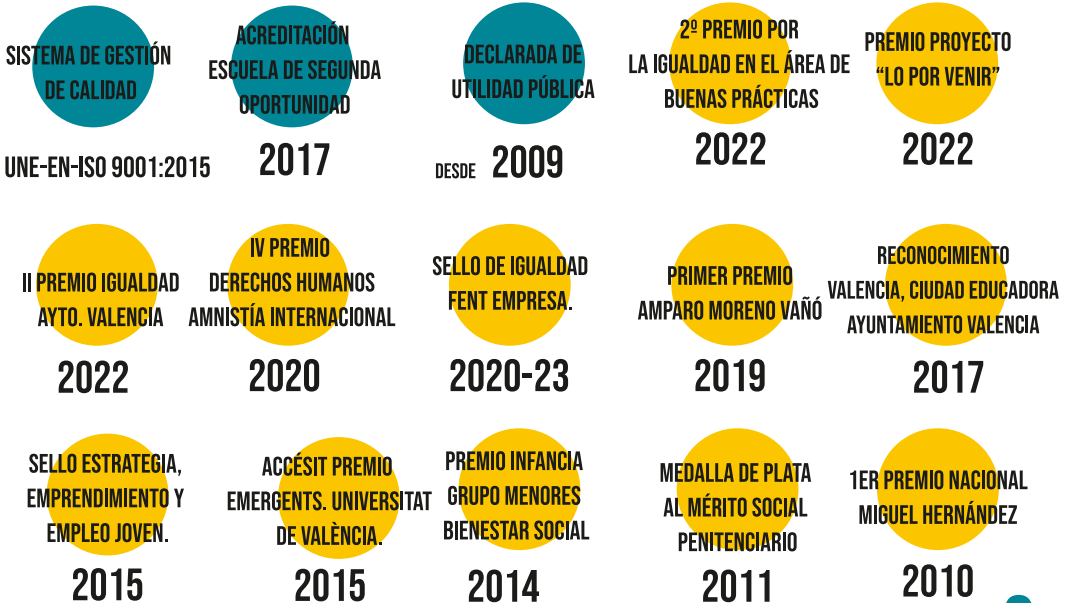 SISTEMA DE GESTIÓN
DE CALIDAD
UNE-EN-ISO 9001:2015
ACREDITACIÓN
ESCUELA DE SEGUNDA
OPORTUNIDAD
2017
DECLARADA DE
UTILIDAD PÚBLICA
DESDE 2009
2º PREMIO POR
LA IGUALDAD EN EL ÁREA DE
BUENAS PRÁCTICAS
2022
PREMIO PROYECTO
“LO POR VENIR”
2022
II PREMIO IGUALDAD
AYTO. VALENCIA
2022
IV PREMIO
DERECHOS HUMANOS
AMNISTÍA INTERNACIONAL
2020
SELLO DE IGUALDAD
FENT EMPRESA.
2020-23
PRIMER PREMIO
AMPARO MORENO VAÑÓ
2019
RECONOCIMIENTO
VALENCIA, CIUDAD EDUCADORA
AYUNTAMIENTO VALENCIA
2017
SELLO ESTRATEGIA,
EMPRENDIMIENTO Y
EMPLEO JOVEN.
2015
ACCÉSIT PREMIO
EMERGENTS. UNIVERSITAT
DE VALÈNCIA.
2015
PREMIO INFANCIA
GRUPO MENORES
BIENESTAR SOCIAL
2014
MEDALLA DE PLATA
AL MÉRITO SOCIAL
PENITENCIARIO
2011
1ER PREMIO NACIONAL
MIGUEL HERNÁNDEZ
2010